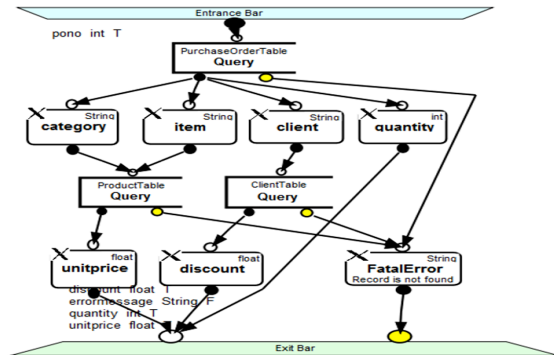 Entrance Bar
pono int T
PurchaseOrderTable
Query
String
category
String
item
String
client
int
quantity
ProductTable
Query
ClientTable
Query
float
unitprice
float
discount
String
FatalError
Record is not found
discount float T
errormessage String F
quantity int T
unitprice float
Exit Bar